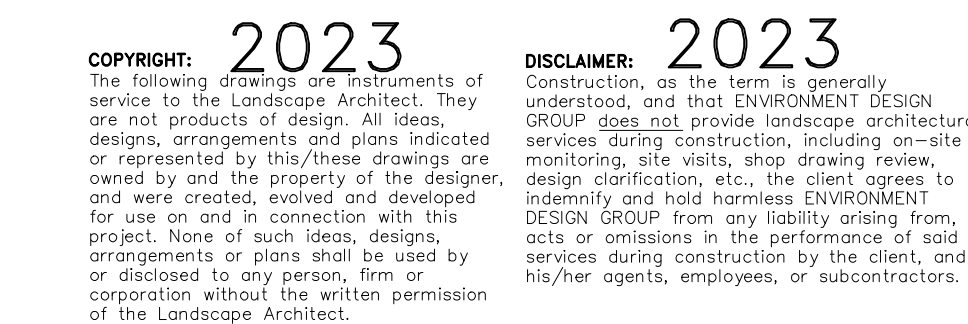 COPYRIGHT: 2023
The following drawings are instruments of
service to the Landscape Architect. They
are not products of design. All ideas,
designs, arrangements and plans indicated
or represented by this/these drawings are
owned by and the property of the designer,
and were created, evolved and developed
for use on and in connection with this
project. None of such ideas, designs,
arrangements or plans shall be used by
or disclosed to any person, firm or
corporation without the written permission
of the Landscape Architect.
DISCLAIMER: 2023
Construction, as the term is generally
understood, and that ENVIRONMENT DESIGN
GROUP does not provide landscape architectura
services during construction, including on-site
monitoring, site visits, shop drawing review,
design clarification, etc., the client agrees to
indemnify and hold harmless ENVIRONMENT
DESIGN GROUP from any liability arising from,
acts or omissions in the performance of said
services during construction by the client, and
his/her agents, employees, or subcontractors.